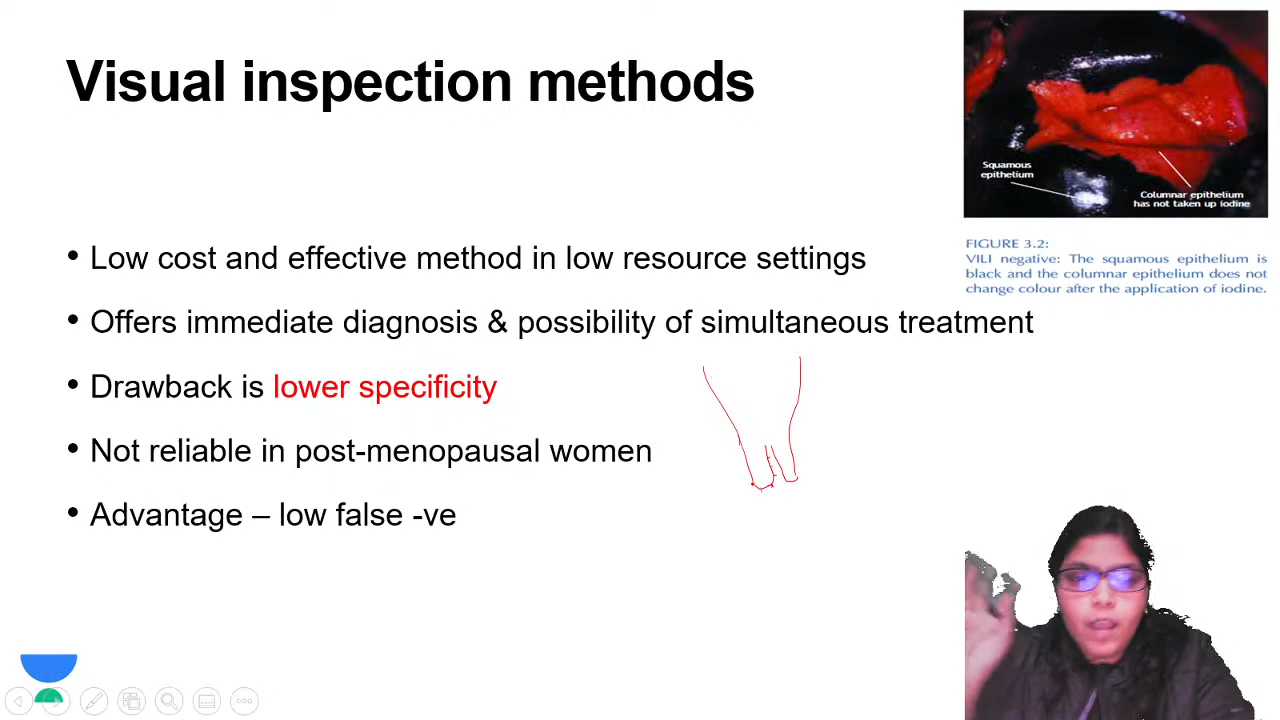 Visual inspection methods
Squamous
epithelium
Columnar epithelium
has not taken up iodine
FIGURE 3.2:
VILI negative: The squamous epithelium is
black and the columnar epithelium does not
change colour after the application of iodine.
• Low cost and effective method in low resource settings
• Offers immediate diagnosis & possibility of simultaneous treatment
• Drawback is lower specificity
• Not reliable in post-menopausal women
• Advantage – low false -ve